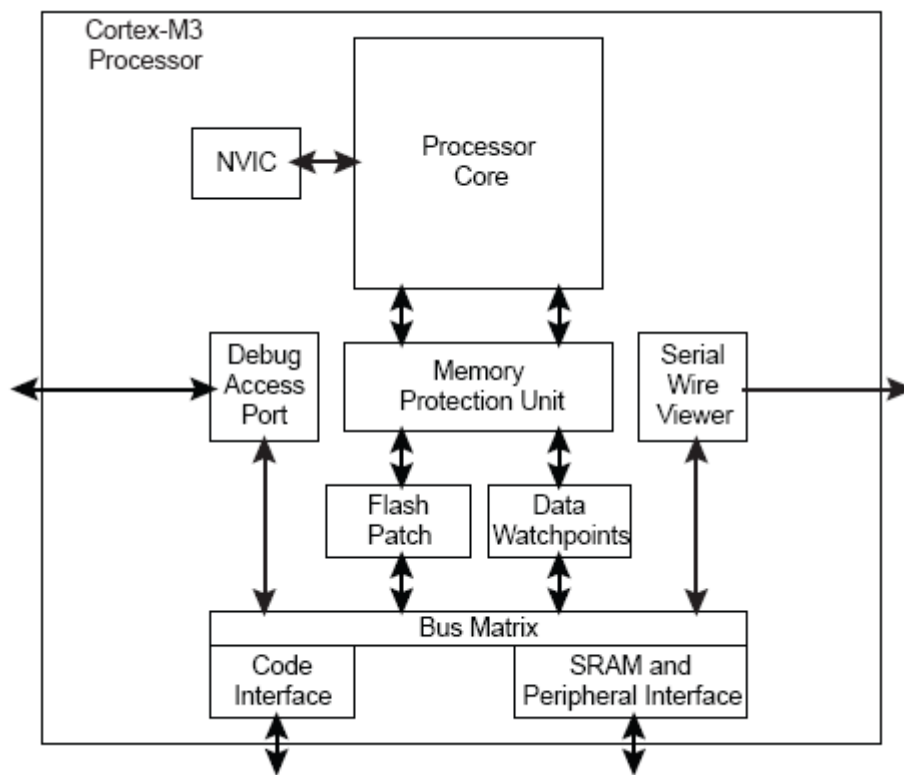 Cortex-M3
Processor
NVIC
Processor
Core
Debug
Access
Port
Memory
Protection Unit
Serial
Wire
Viewer
Flash
Patch
Data
Watchpoints
Bus Matrix
Code
Interface
SRAM and
Peripheral Interface